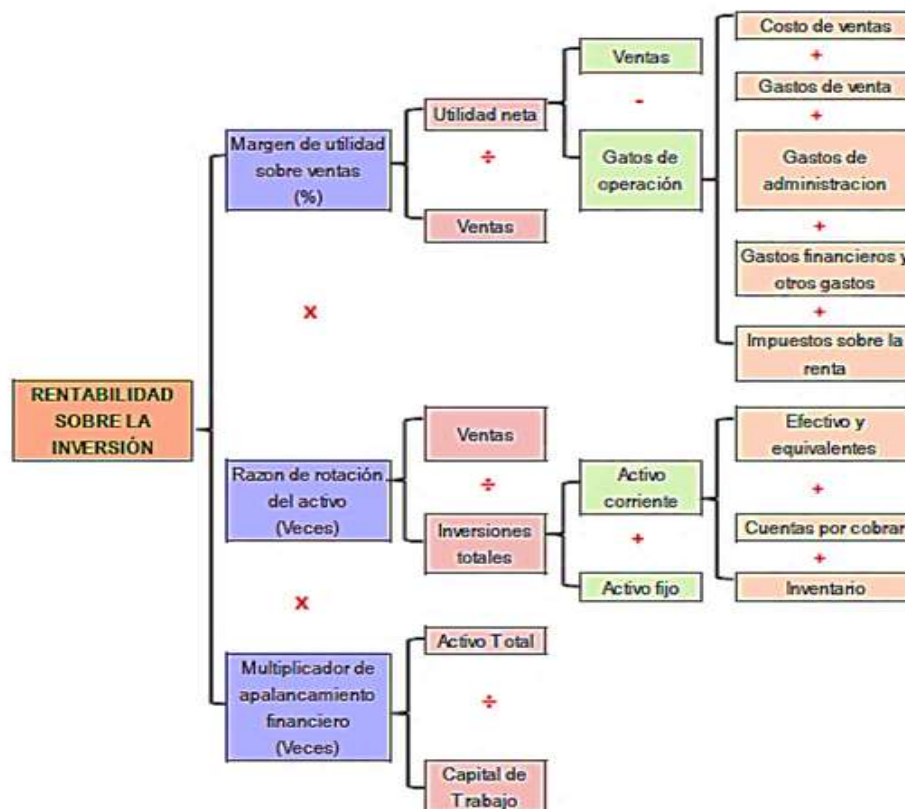 RENTABILIDAD
SOBRE LA
INVERSIÓN
Margen de utilidad
sobre ventas
(%)
x
Razon de rotación
del activo
(Veces)
x
Multiplicador de
apalancamiento
financiero
(Veces)
Utilidad neta
÷
Ventas
Ventas
÷
Inversiones
totales
Activo Total
÷
Capital de
Trabajo
Ventas
-
Gatos de
operación
Activo
corriente
+
Activo fijo
Costo de ventas
+
Gastos de venta
+
Gastos de
administracion
+
Gastos financieros y
otros gastos
+
Impuestos sobre la
renta
Efectivo y
equivalentes
+
Cuentas por cobrar
+
Inventario